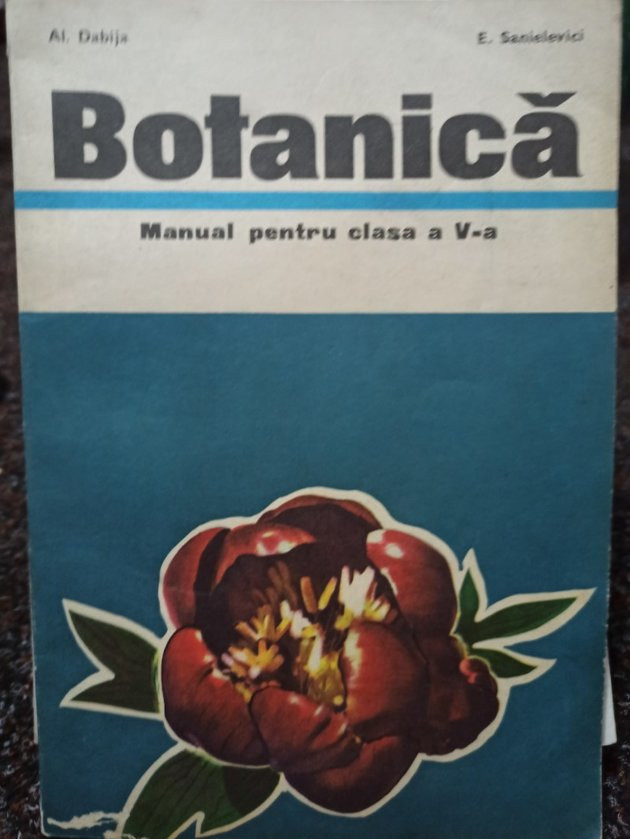 Al. Dabija E. Sanielevici
Botanică
Manual pentru clasa a V-a